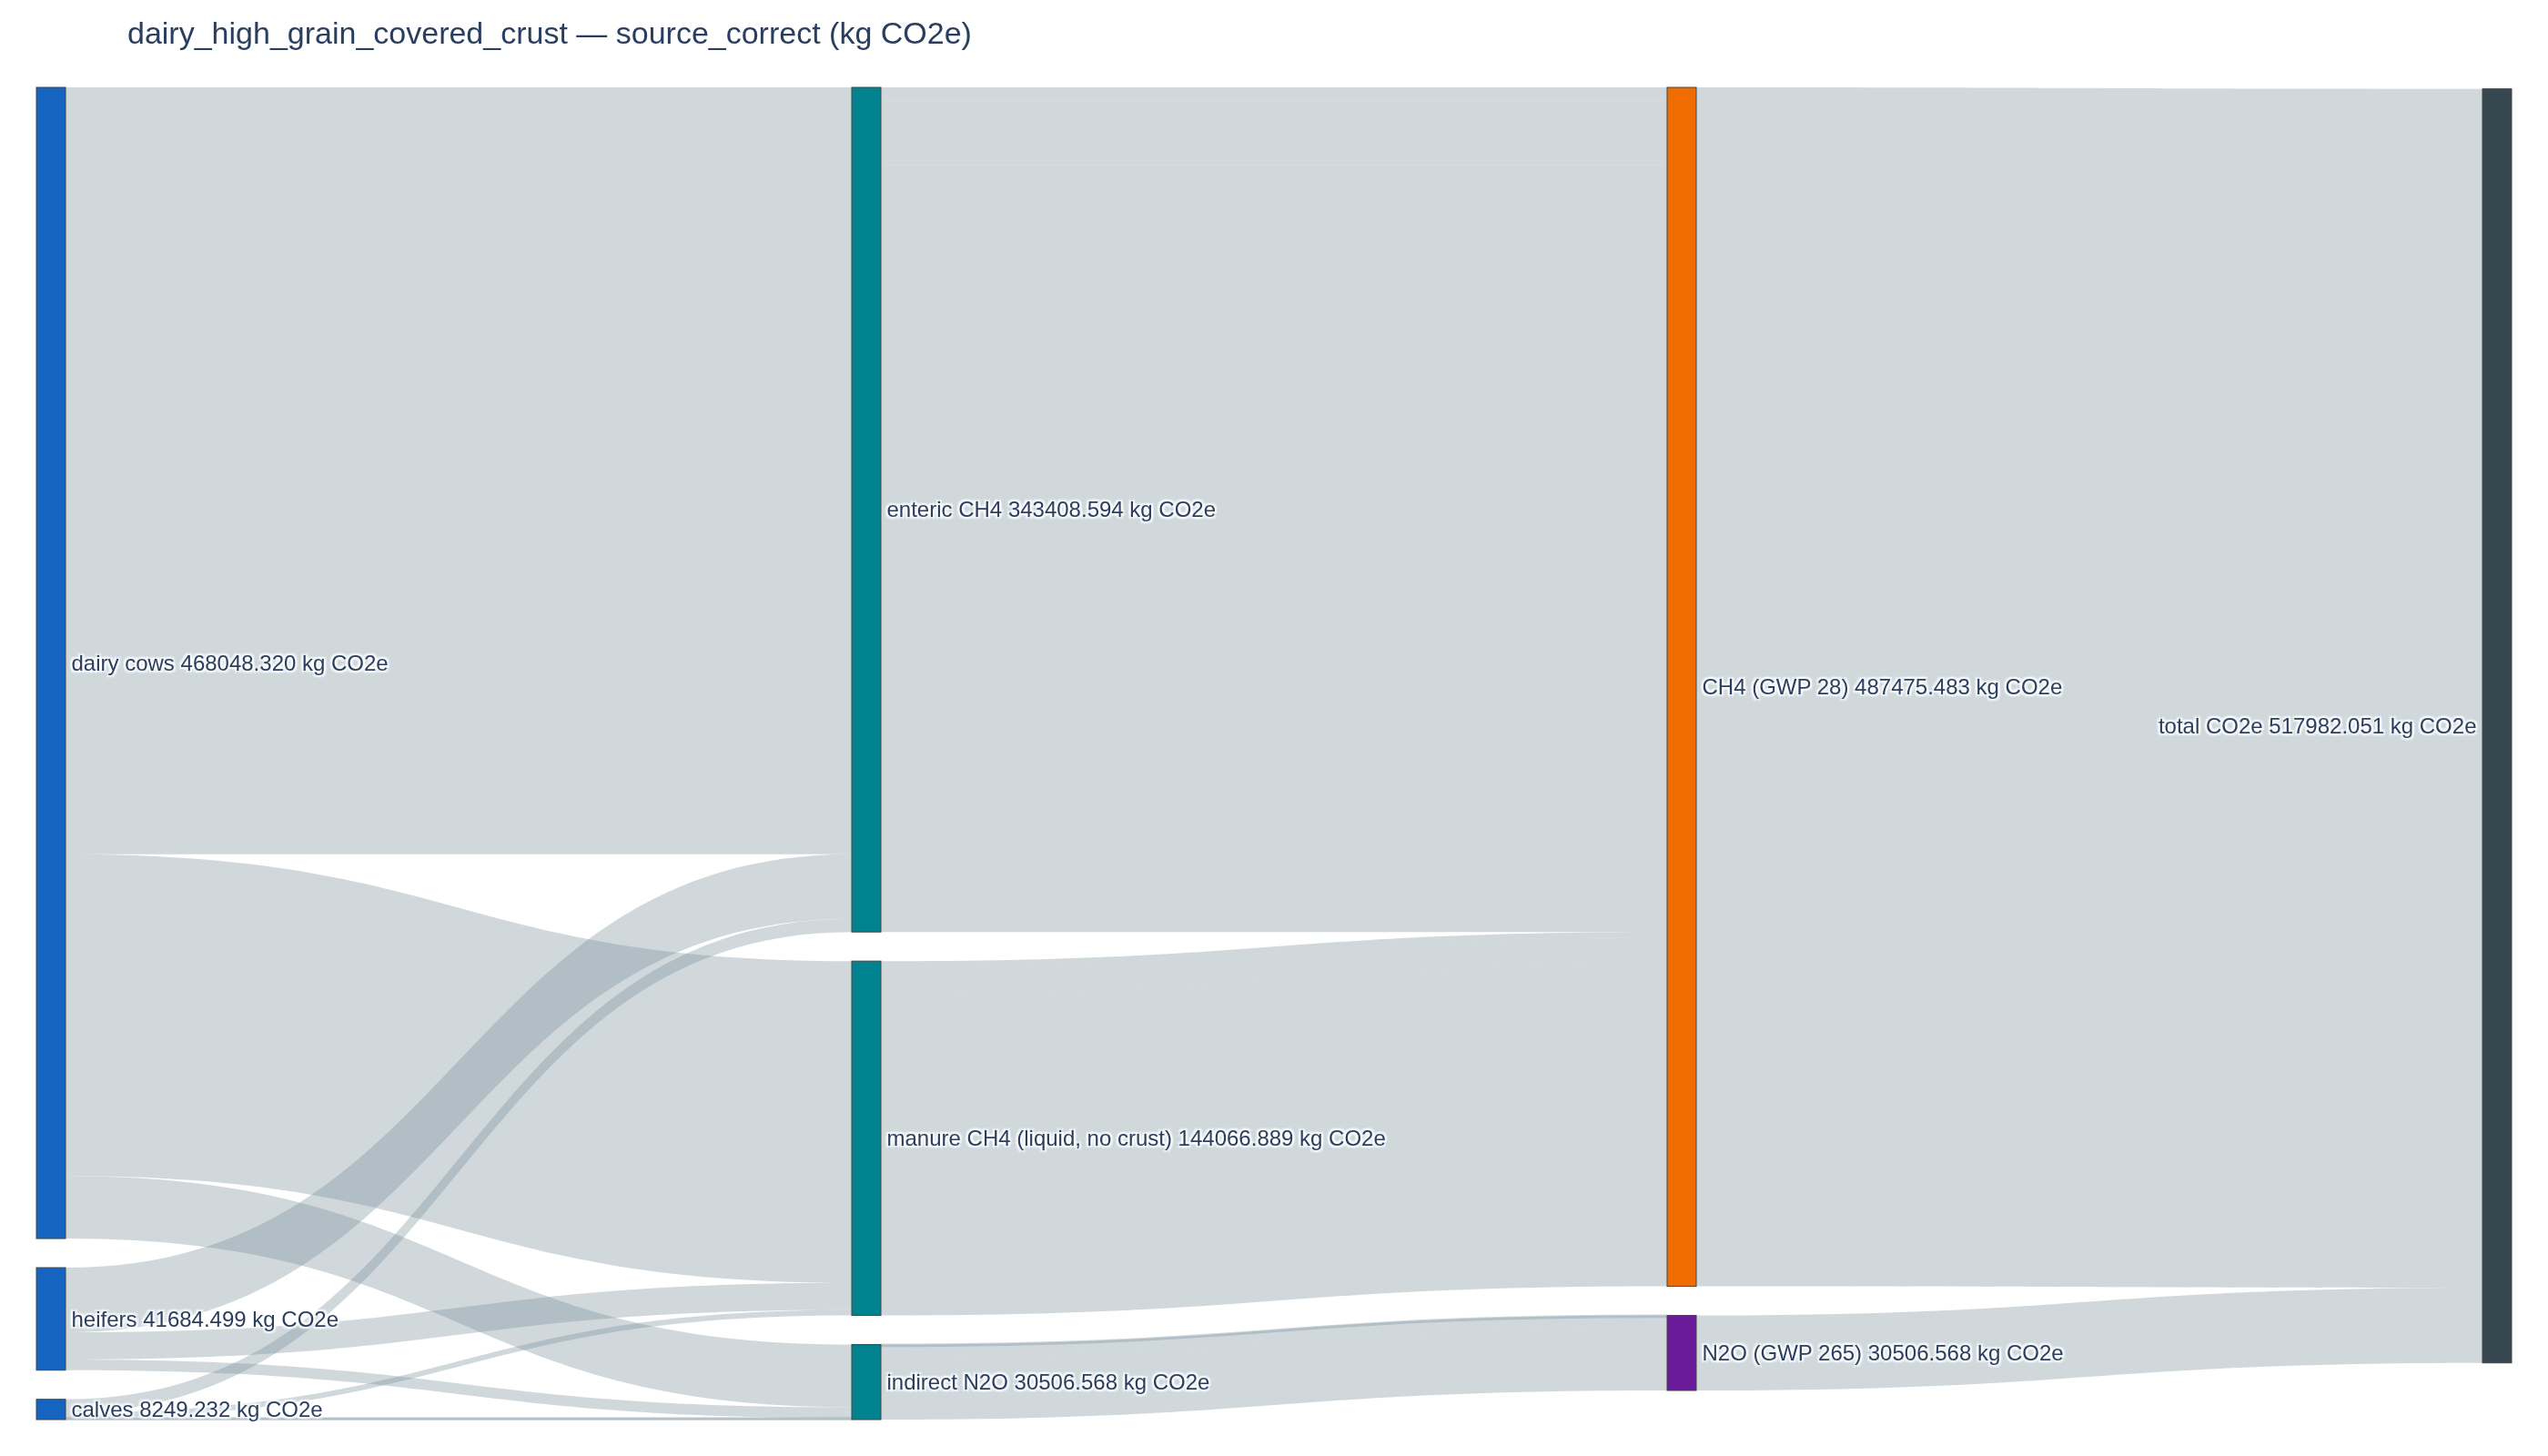 dairy_high_grain_covered_crust — source_correct (kg CO2e)
enteric CH4 343408.594 kg CO2e
dairy cows 468048.320 kg CO2e
CH4 (GWP 28) 487475.483 kg CO2e
total CO2e 517982.051 kg CO2e
manure CH4 (liquid, no crust) 144066.889 kg CO2e
heifers 41684.499 kg CO2e
N2O (GWP 265) 30506.568 kg CO2e
indirect N2O 30506.568 kg CO2e
calves 8249.232 kg CO2e